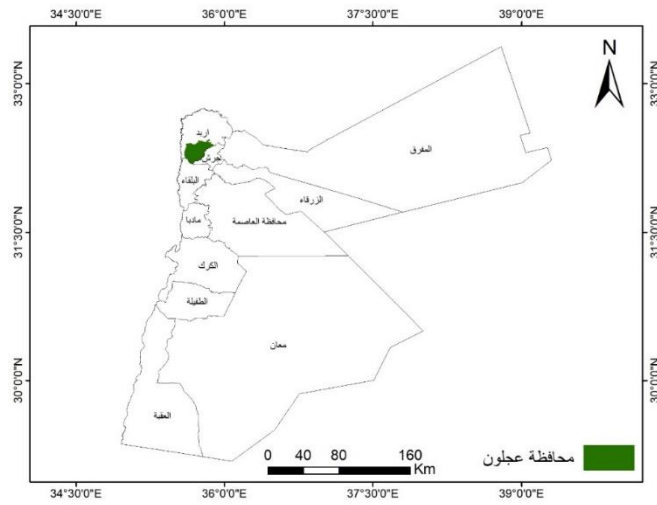 34°30'0"E 36°0'0"E 37°30'0"E 39°0'0"E
33°0'0"N 33°0'0"N
N
اربد
المفرق
جرش
البلقاء
الزرقاء
مادبا
محافظة العاصمة
31°30'0"N 31°30'0"N
الكرك
الطفيلة
معان
30°0'0"N 30°0'0"N
العقبة
محافظة عجلون
0 40 80 160
Km
34°30'0"E 36°0'0"E 37°30'0"E 39°0'0"E